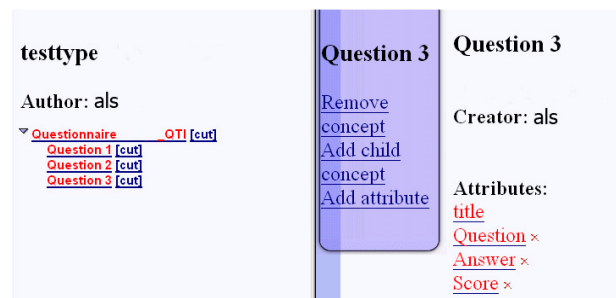 testtype
Author: als
Questionnaire _QTI [cut]
Question 1 [cut]
Question 2 [cut]
Question 3 [cut]
Question 3
Remove
concept
Add child
concept
Add attribute
Question 3
Creator: als
Attributes:
title
Question ×
Answer ×
Score ×